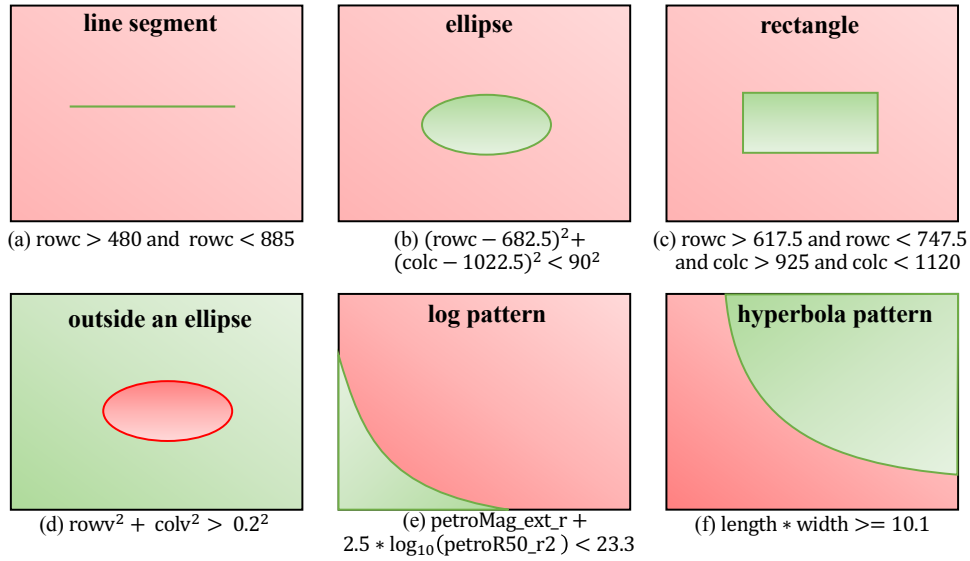 line segment
(a) rowc > 480 and rowc < 885
ellipse
(b) (rowc − 682.5)² +
(colc − 1022.5)² < 90²
rectangle
(c) rowc > 617.5 and rowc < 747.5
and colc > 925 and colc < 1120
outside an ellipse
(d) rowv² + colv² > 0.2²
log pattern
(e) petroMag_ext_r +
2.5 * log₁₀(petroR50_r2 ) < 23.3
hyperbola pattern
(f) length * width >= 10.1